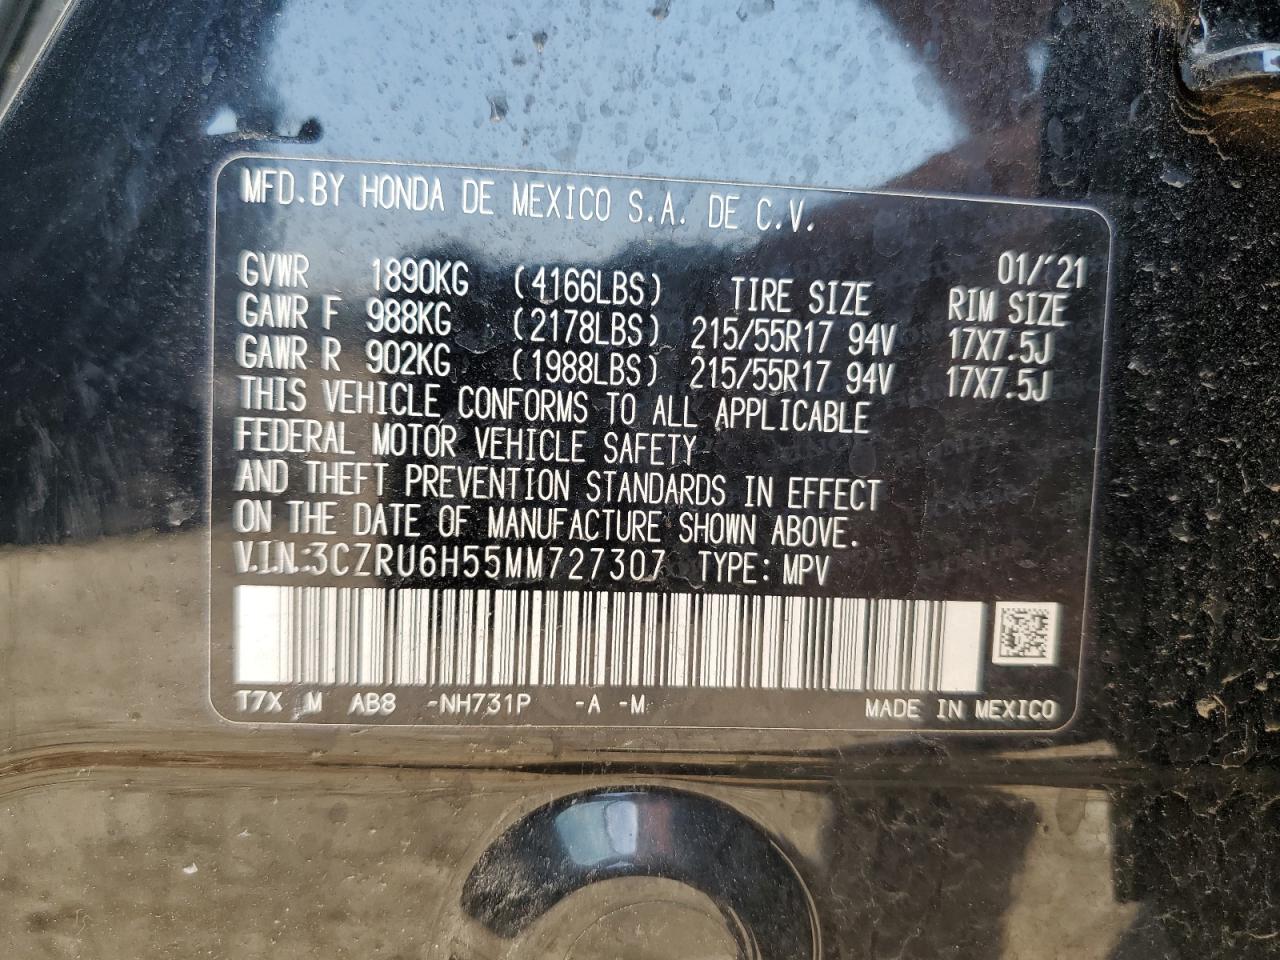 MFD.BY HONDA DE MEXICO S.A. DE C.V.
01/'21
GVWR 1890KG (4166LBS) TIRE SIZE RIM SIZE
GAWR F 988KG (2178LBS) 215/55R17 94V 17X7.5J
GAWR R 902KG (1988LBS) 215/55R17 94V 17X7.5J
THIS VEHICLE CONFORMS TO ALL APPLICABLE
FEDERAL MOTOR VEHICLE SAFETY
AND THEFT PREVENTION STANDARDS IN EFFECT
ON THE DATE OF MANUFACTURE SHOWN ABOVE.
V.I.N.:3CZRU6H55MM727307 TYPE: MPV
T7X M AB8 -NH731P -A -M MADE IN MEXICO